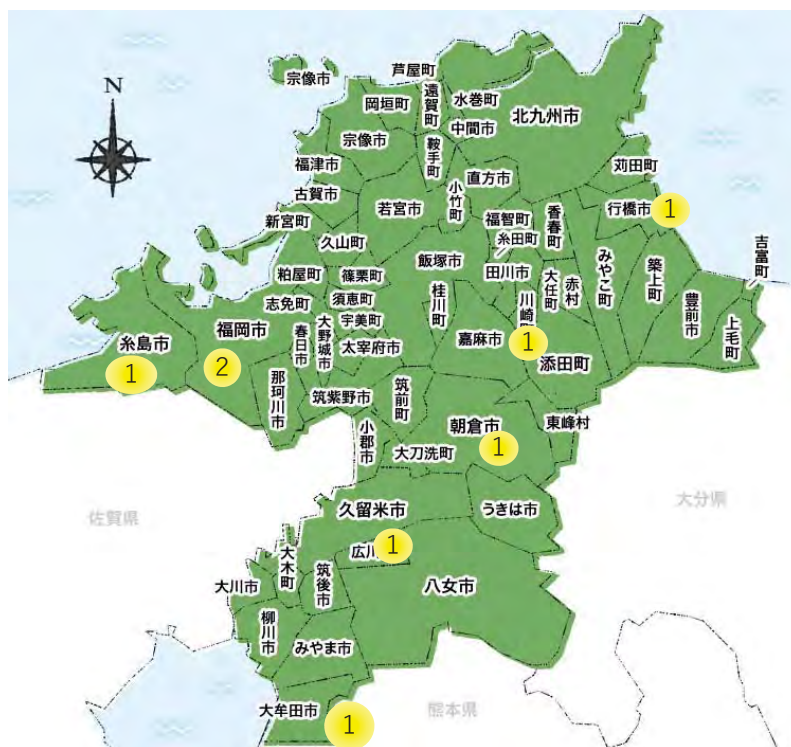 N
宗像市
芦屋町
岡垣町
遠賀町
水巻町
中間市
北九州市
宗像市
鞍手町
福津市
直方市
苅田町
古賀市
小竹町
若宮市
行橋市
1
新宮町
福智町
香春町
久山町
糸田町
飯塚市
みやこ町
吉富町
粕屋町
篠栗町
田川市
大任町
赤村
築上町
志免町
須恵町
桂川町
川崎
豊前市
糸島市
福岡市
春日市
大野城市
宇美町
嘉麻市
1
上毛町
太宰府市
添田町
1
2
那珂川市
筑紫野市
筑前町
小郡市
朝倉市
東峰村
大刀洗町
1
佐賀県
久留米市
うきは市
大分県
広川
1
大木町
筑後市
大川市
八女市
柳川市
みやま市
大牟田市
1
熊本県